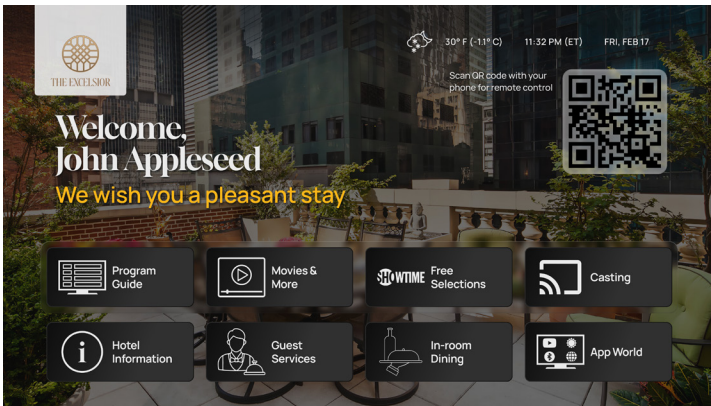 THE EXCELSIOR
30° F (-1.1° C) 11:32 PM (ET) FRI, FEB 17
Scan QR code with your
phone for remote control
Welcome,
John Appleseed
We wish you a pleasant stay
Program
Guide
Movies &
More
SHOWTIME
Free
Selections
Casting
i
Hotel
Information
Guest
Services
In-room
Dining
App World